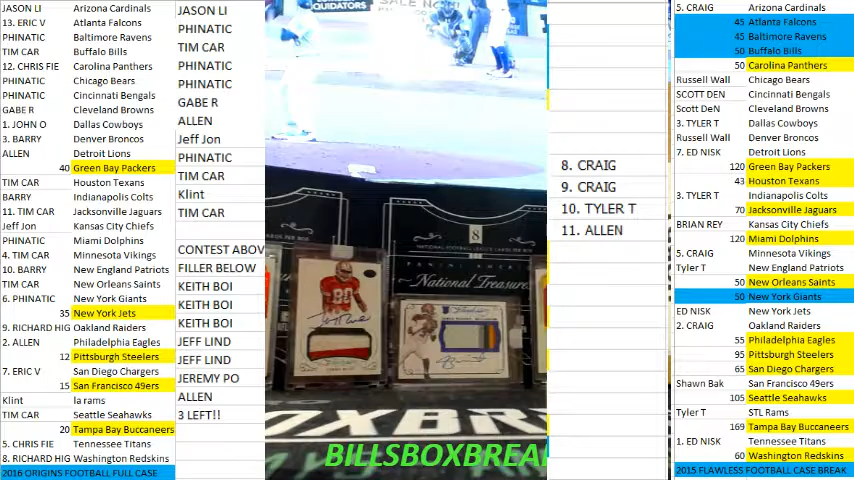 JASON LI Arizona Cardinals
13. ERIC V Atlanta Falcons
PHINATIC Baltimore Ravens
TIM CAR Buffalo Bills
12. CHRIS FIE Carolina Panthers
PHINATIC Chicago Bears
PHINATIC Cincinnati Bengals
GABE R Cleveland Browns
1. JOHN O Dallas Cowboys
3. BARRY Denver Broncos
ALLEN Detroit Lions
40 Green Bay Packers
TIM CAR Houston Texans
BARRY Indianapolis Colts
11. TIM CAR Jacksonville Jaguars
Jeff Jon Kansas City Chiefs
PHINATIC Miami Dolphins
4. TIM CAR Minnesota Vikings
10. BARRY New England Patriots
TIM CAR New Orleans Saints
6. PHINATIC New York Giants
35 New York Jets
9. RICHARD HIG Oakland Raiders
2. ALLEN Philadelphia Eagles
12 Pittsburgh Steelers
7. ERIC V San Diego Chargers
15 San Francisco 49ers
Klint la rams
TIM CAR Seattle Seahawks
20 Tampa Bay Buccaneers
5. CHRIS FIE Tennessee Titans
8. RICHARD HIG Washington Redskins
2016 ORIGINS FOOTBALL FULL CASE
JASON LI
PHINATIC
TIM CAR
PHINATIC
PHINATIC
GABE R
ALLEN
Jeff Jon
PHINATIC
TIM CAR
Klint
TIM CAR
CONTEST ABOV
FILLER BELOW
KEITH BOI
KEITH BOI
KEITH BOI
JEFF LIND
JEFF LIND
JEREMY PO
ALLEN
3 LEFT!!
QUIDATORS
SALE NOW
8
National Treasures
80
OXBRE
BILLSBOXBREA
8. CRAIG
9. CRAIG
10. TYLER T
11. ALLEN
5. CRAIG Arizona Cardinals
45 Atlanta Falcons
45 Baltimore Ravens
50 Buffalo Bills
50 Carolina Panthers
Russell Wall Chicago Bears
SCOTT DEN Cincinnati Bengals
Scott DeN Cleveland Browns
3. TYLER T Dallas Cowboys
Russell Wall Denver Broncos
7. ED NISK Detroit Lions
120 Green Bay Packers
43 Houston Texans
3. TYLER T Indianapolis Colts
70 Jacksonville Jaguars
BRIAN REY Kansas City Chiefs
120 Miami Dolphins
5. CRAIG Minnesota Vikings
Tyler T New England Patriots
50 New Orleans Saints
50 New York Giants
ED NISK New York Jets
2. CRAIG Oakland Raiders
55 Philadelphia Eagles
95 Pittsburgh Steelers
65 San Diego Chargers
Shawn Bak San Francisco 49ers
105 Seattle Seahawks
Tyler T STL Rams
169 Tampa Bay Buccaneers
1. ED NISK Tennessee Titans
60 Washington Redskins
2015 FLAWLESS FOOTBALL CASE BREAK